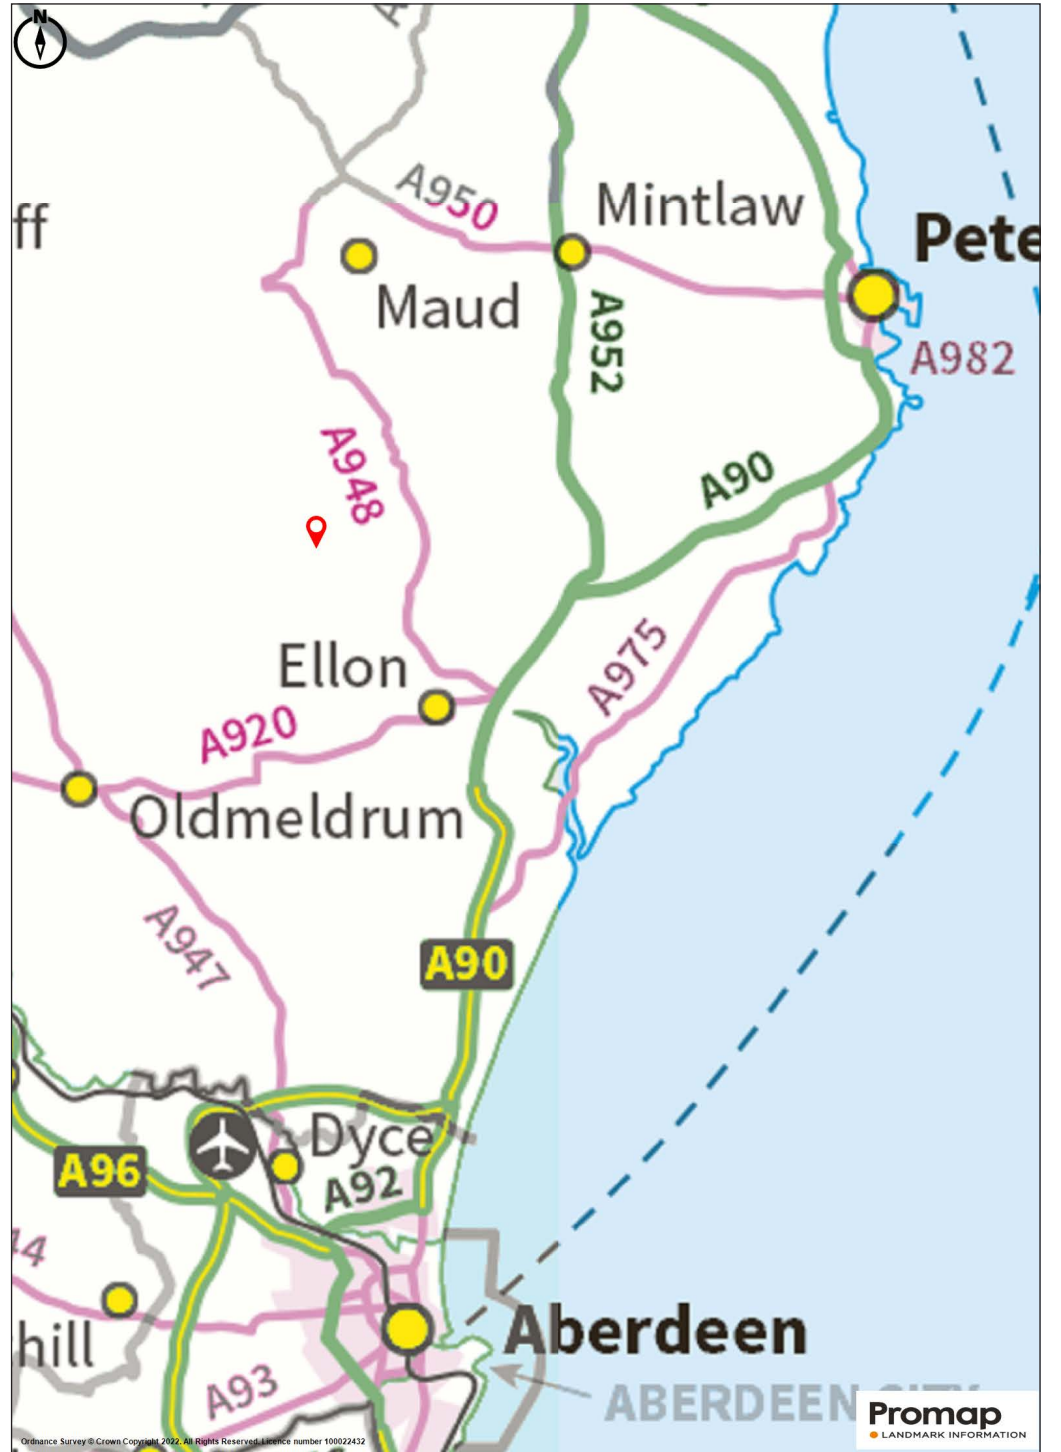 N
A
A950
Mintlaw
ff
Pete
Maud
A952
A982
A948
A90
Ellon
A975
A920
Oldmeldrum
A947
A90
Dyce
A96
A92
44
Aberdeen
hill
A93
ABERDEEN CITY
Promap
LANDMARK INFORMATION
Ordnance Survey © Crown Copyright 2022. All Rights Reserved. Licence number 100022432